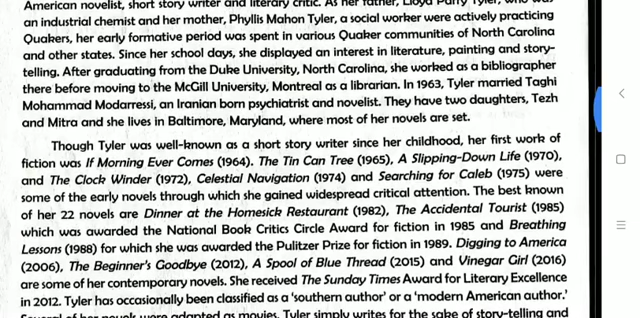 American novelist, short story writer and literary critic. As her father, Lloyd Parry Tyler, who was
an industrial chemist and her mother, Phyllis Mahon Tyler, a social worker were actively practicing
Quakers, her early formative period was spent in various Quaker communities of North Carolina
and other states. Since her school days, she displayed an interest in literature, painting and story-
telling. After graduating from the Duke University, North Carolina, she worked as a bibliographer
there before moving to the McGill University, Montreal as a librarian. In 1963, Tyler married Taghi
Mohammad Modarressi, an Iranian born psychiatrist and novelist. They have two daughters, Tezh
and Mitra and she lives in Baltimore, Maryland, where most of her novels are set.
Though Tyler was well-known as a short story writer since her childhood, her first work of
fiction was If Morning Ever Comes (1964). The Tin Can Tree (1965), A Slipping-Down Life (1970),
and The Clock Winder (1972), Celestial Navigation (1974) and Searching for Caleb (1975) were
some of the early novels through which she gained widespread critical attention. The best known
of her 22 novels are Dinner at the Homesick Restaurant (1982), The Accidental Tourist (1985)
which was awarded the National Book Critics Circle Award for fiction in 1985 and Breathing
Lessons (1988) for which she was awarded the Pulitzer Prize for fiction in 1989. Digging to America
(2006), The Beginner's Goodbye (2012), A Spool of Blue Thread (2015) and Vinegar Girl (2016)
are some of her contemporary novels. She received The Sunday Times Award for Literary Excellence
in 2012. Tyler has occasionally been classified as a 'southern author' or a 'modern American author.'
Several of her novels were adapted as movies. Tyler simply writes for the sake of story-telling and